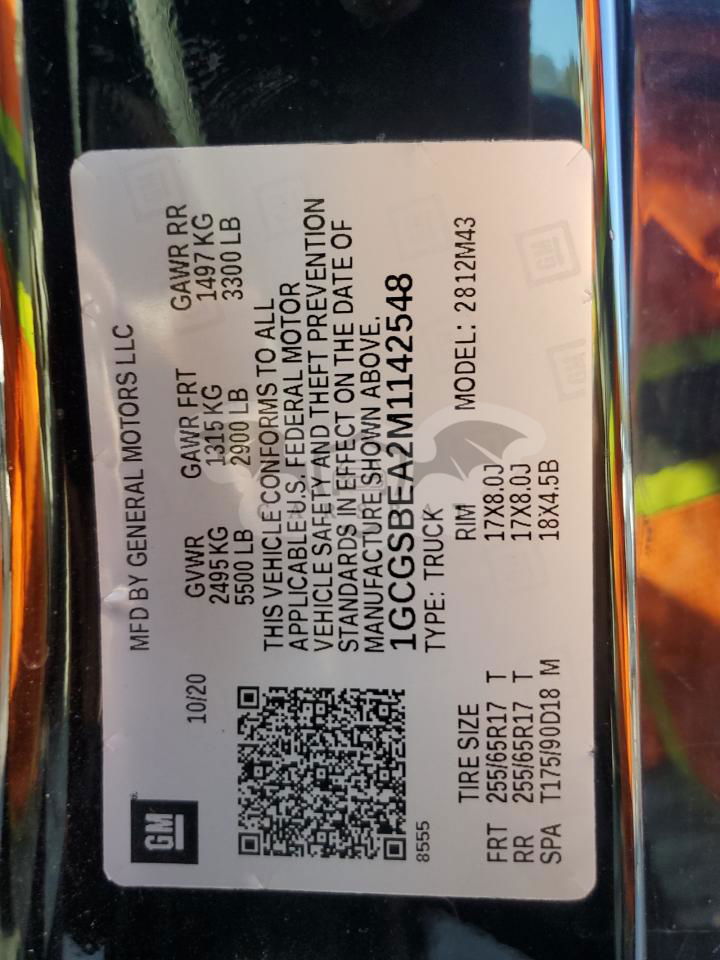 GM
MFD BY GENERAL MOTORS LLC
10/20
GVWR GAWR FRT GAWR RR
2495 KG 1315 KG 1497 KG
5500 LB 2900 LB 3300 LB
THIS VEHICLE CONFORMS TO ALL
APPLICABLE U.S. FEDERAL MOTOR
VEHICLE SAFETY AND THEFT PREVENTION
STANDARDS IN EFFECT ON THE DATE OF
MANUFACTURE SHOWN ABOVE.
1GCGSBEA2M1142548
8555 TYPE: TRUCK
TIRE SIZE RIM MODEL: 2812M43
FRT 255/65R17 T 17X8.0J
RR 255/65R17 T 17X8.0J
SPA T175/90D18 M 18X4.5B